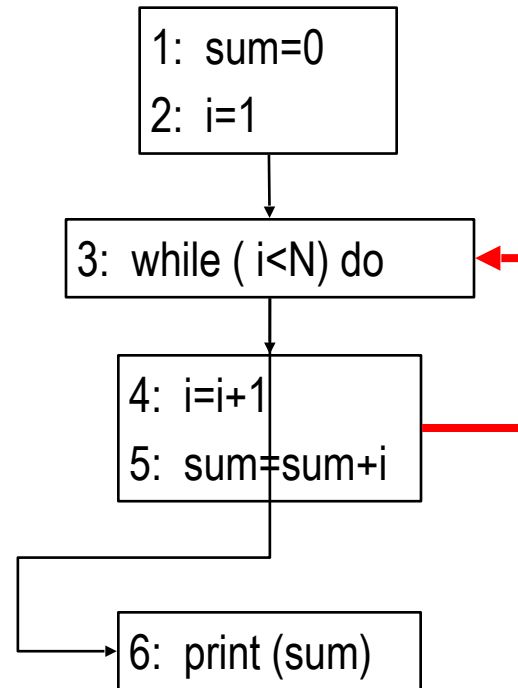 1: sum=0
2: i=1
3: while ( i<N) do
4: i=i+1
5: sum=sum+i
6: print (sum)